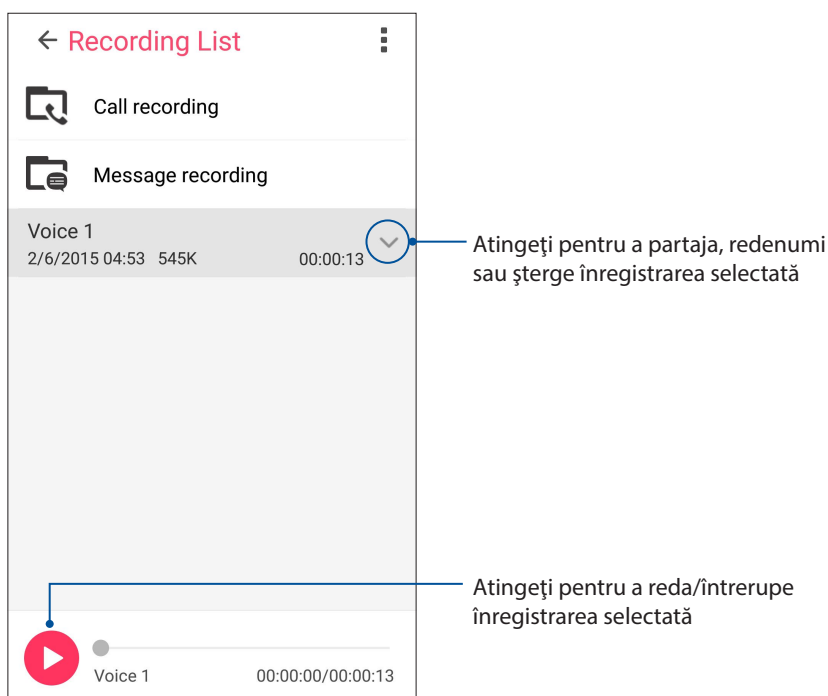 Recording List
Call recording
Message recording
Voice 1
2/6/2015 04:53 545K 00:00:13
Atingeţi pentru a partaja, redenumi
sau şterge înregistrarea selectată
Atingeţi pentru a reda/întrerupe
înregistrarea selectată
Voice 1 00:00:00/00:00:13